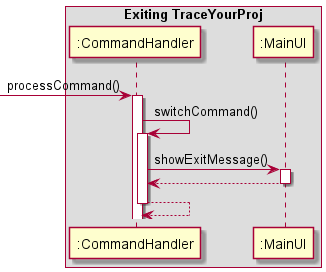 Exiting TraceYourProj
:CommandHandler
:MainUI
processCommand()
switchCommand()
showExitMessage()
:CommandHandler
:MainUI